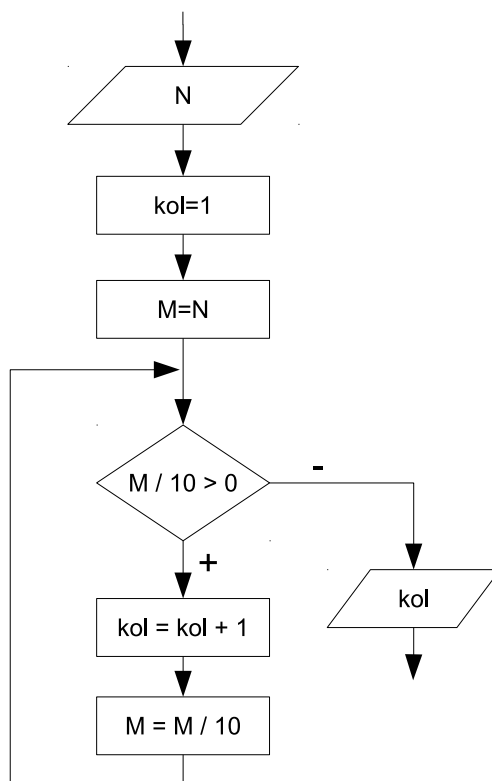 N
kol=1
M=N
M / 10 > 0
-
+
kol = kol + 1
kol
M = M / 10